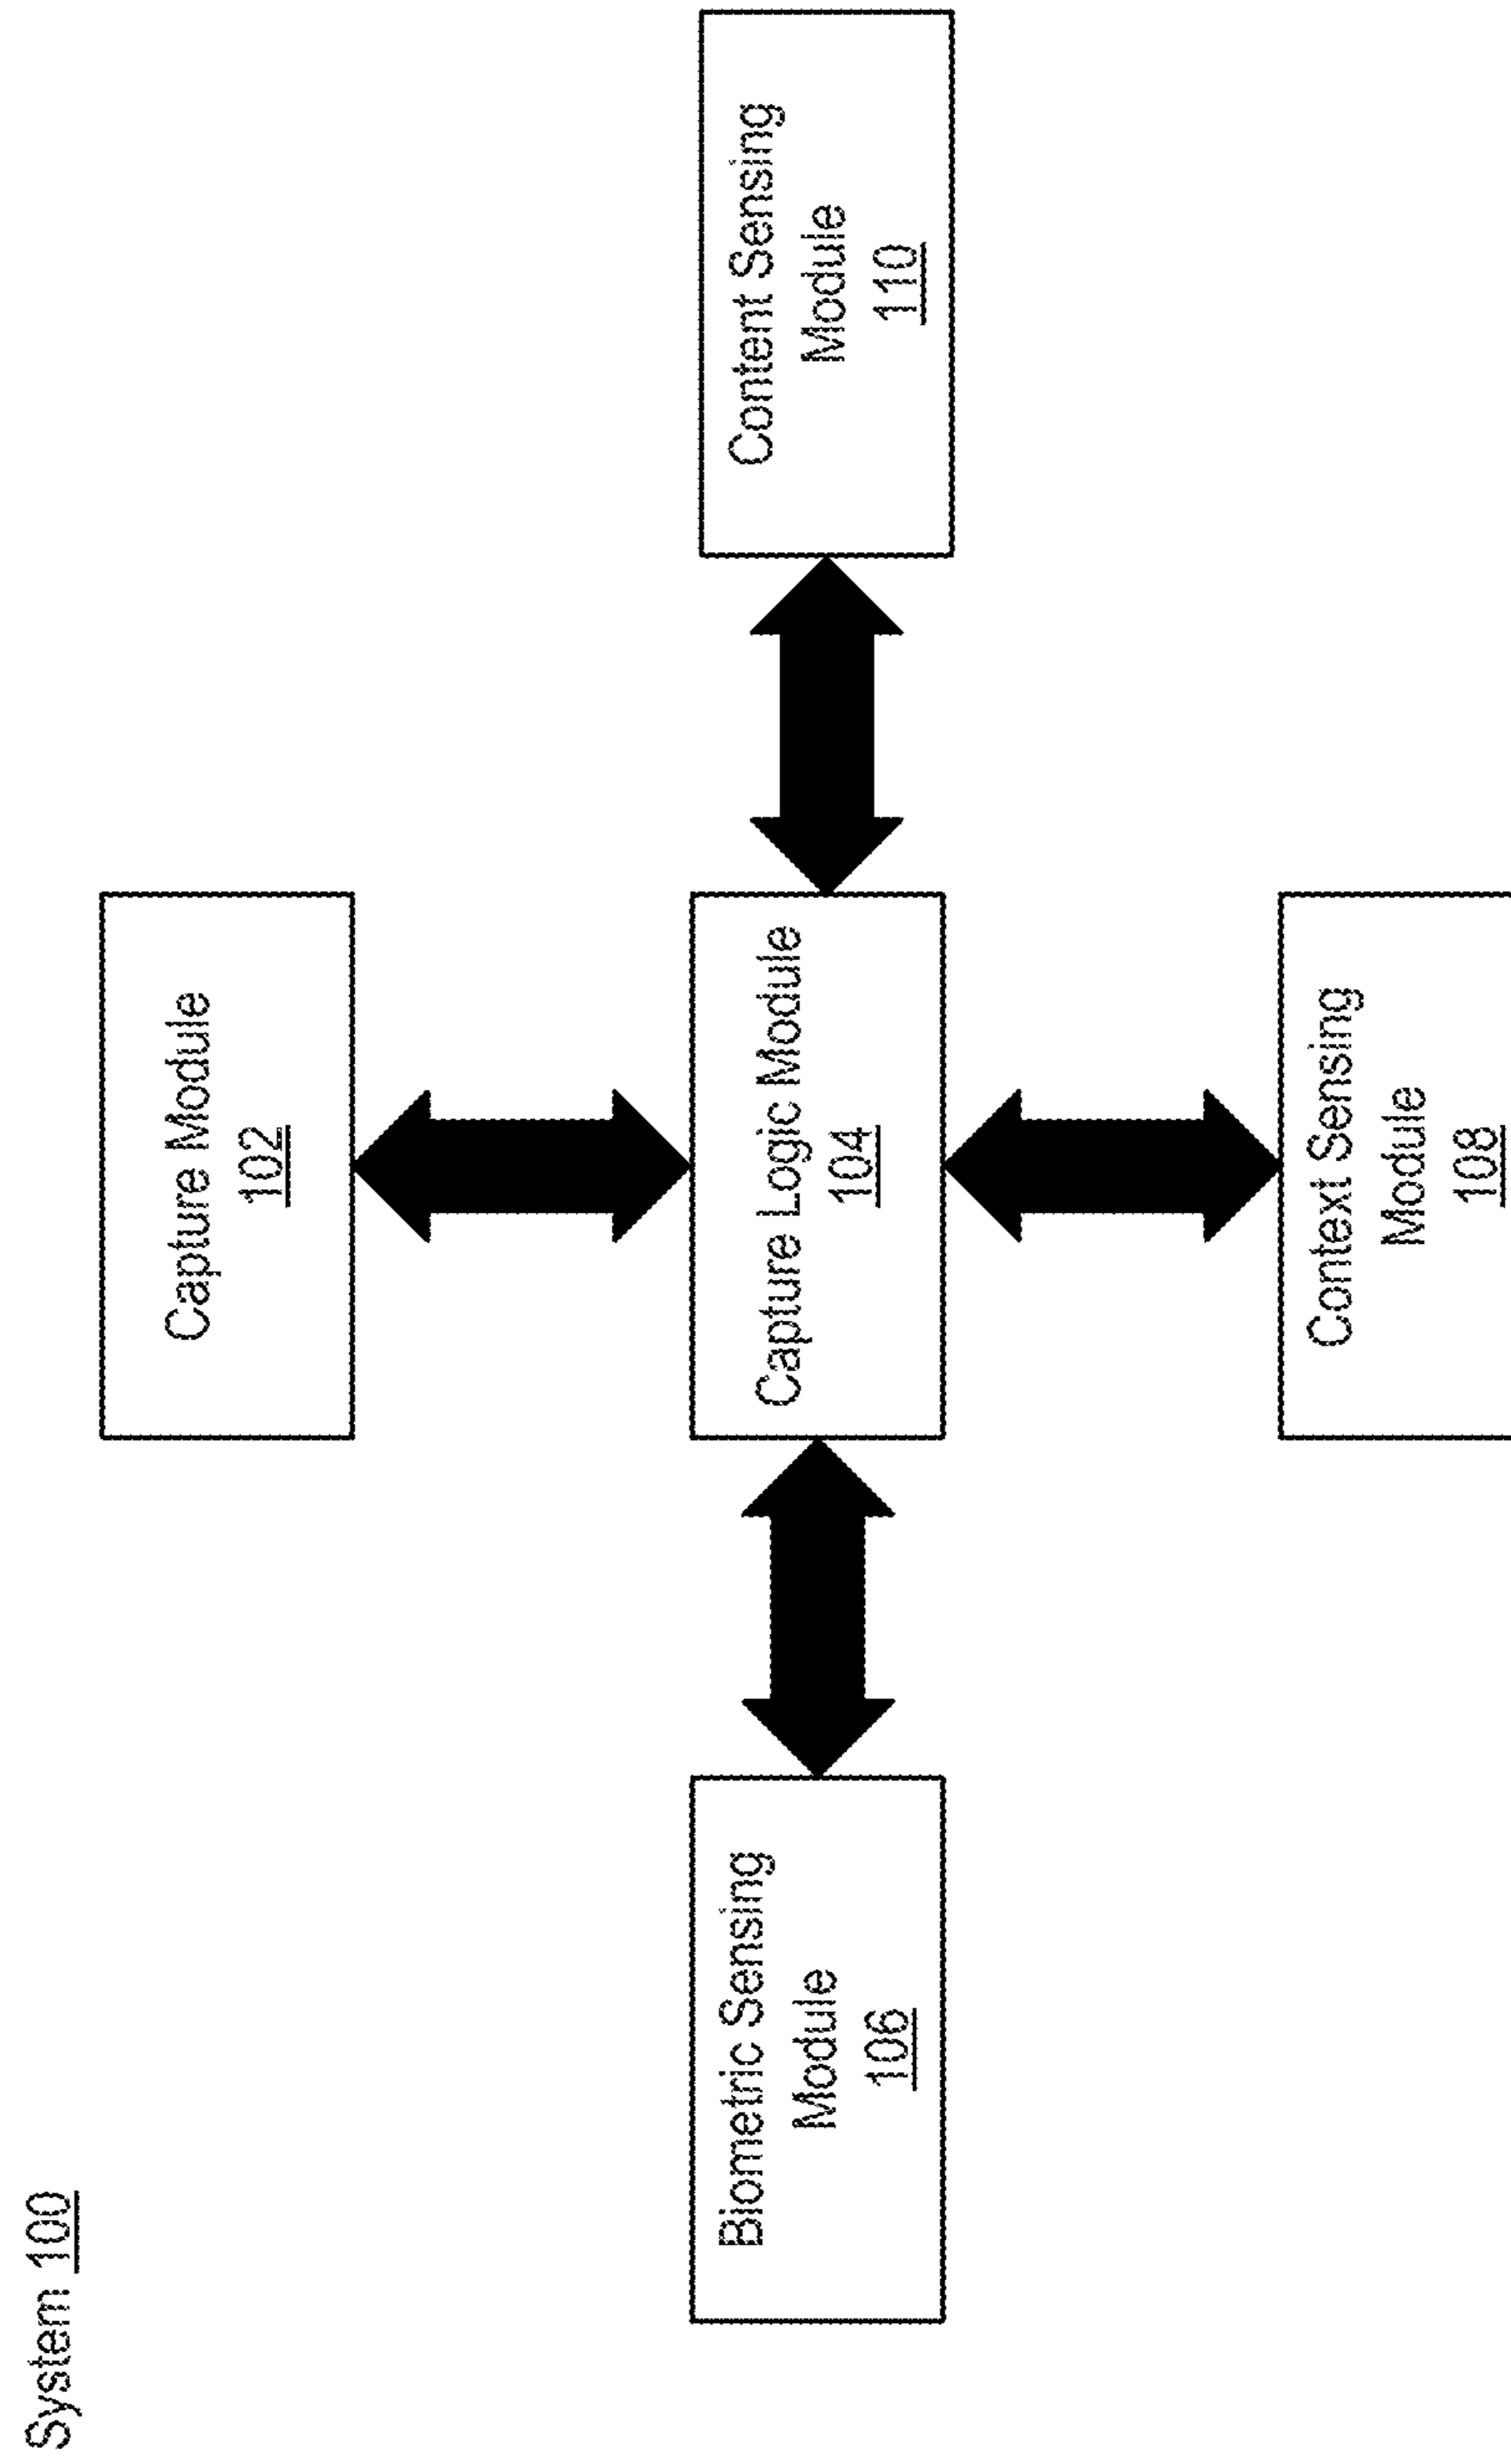 System 100
Capture Module
102
Biometric Sensing
Module
106
Capture Logic Module
104
Content Sensing
Module
110
Context Sensing
Module
108